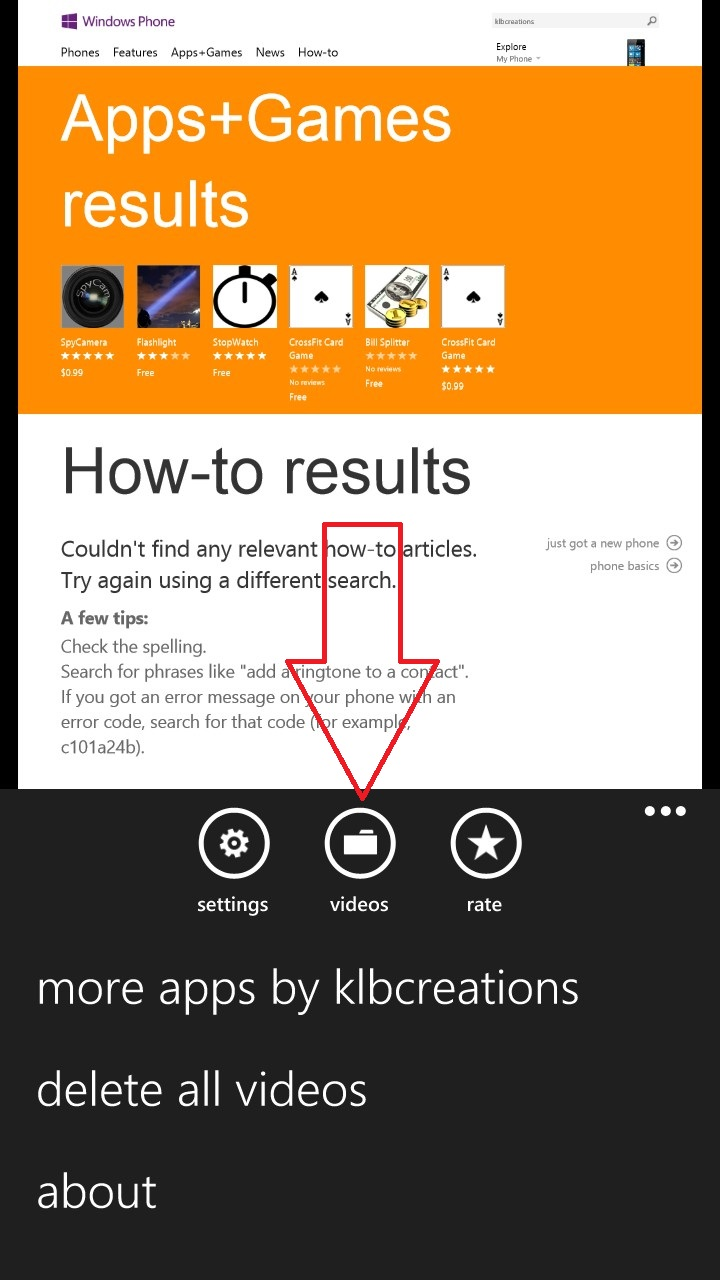 Windows Phone
klbcreations
Phones Features Apps+Games News How-to
Explore
My Phone
Apps+Games
results
SpyCam
A
A
A
A
SpyCamera
Flashlight
StopWatch
CrossFit Card
Game
Bill Splitter
CrossFit Card
Game
No reviews
No reviews
$0.99
Free
Free
Free
Free
$0.99
How-to results
Couldn't find any relevant how-to articles.
Try again using a different search.
just got a new phone
phone basics
A few tips:
Check the spelling.
Search for phrases like "add a ringtone to a contact".
If you got an error message on your phone with an
error code, search for that code (for example,
c101a24b).
settings
videos
rate
more apps by klbcreations
delete all videos
about